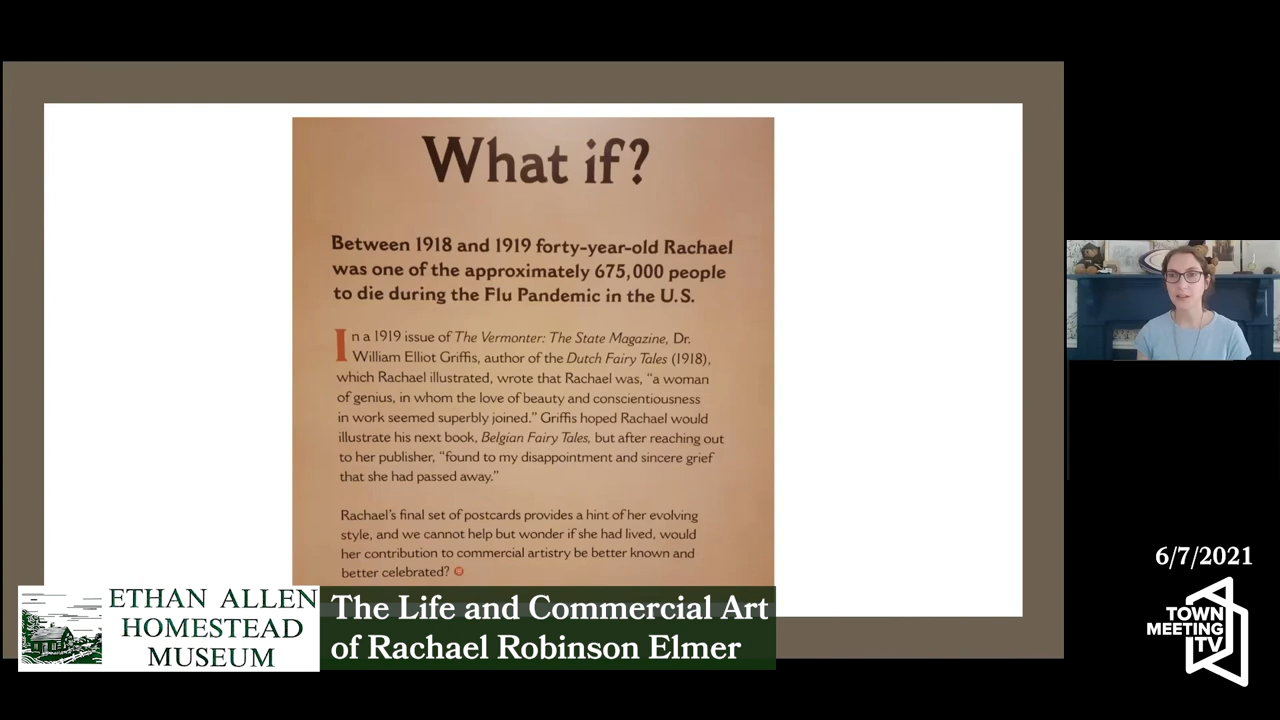 What if?
Between 1918 and 1919 forty-year-old Rachael
was one of the approximately 675,000 people
to die during the Flu Pandemic in the U.S.
In a 1919 issue of The Vermonter: The State Magazine, Dr.
William Elliot Griffis, author of the Dutch Fairy Tales (1918),
which Rachael illustrated, wrote that Rachael was, “a woman
of genius, in whom the love of beauty and conscientiousness
in work seemed superbly joined.” Griffis hoped Rachael would
illustrate his next book, Belgian Fairy Tales, but after reaching out
to her publisher, “found to my disappointment and sincere grief
that she had passed away.”
Rachael’s final set of postcards provides a hint of her evolving
style, and we cannot help but wonder if she had lived, would
her contribution to commercial artistry be better known and
better celebrated?
ETHAN ALLEN
HOMESTEAD
MUSEUM
The Life and Commercial Art
of Rachael Robinson Elmer
6/7/2021
TOWN
MEETING
TV